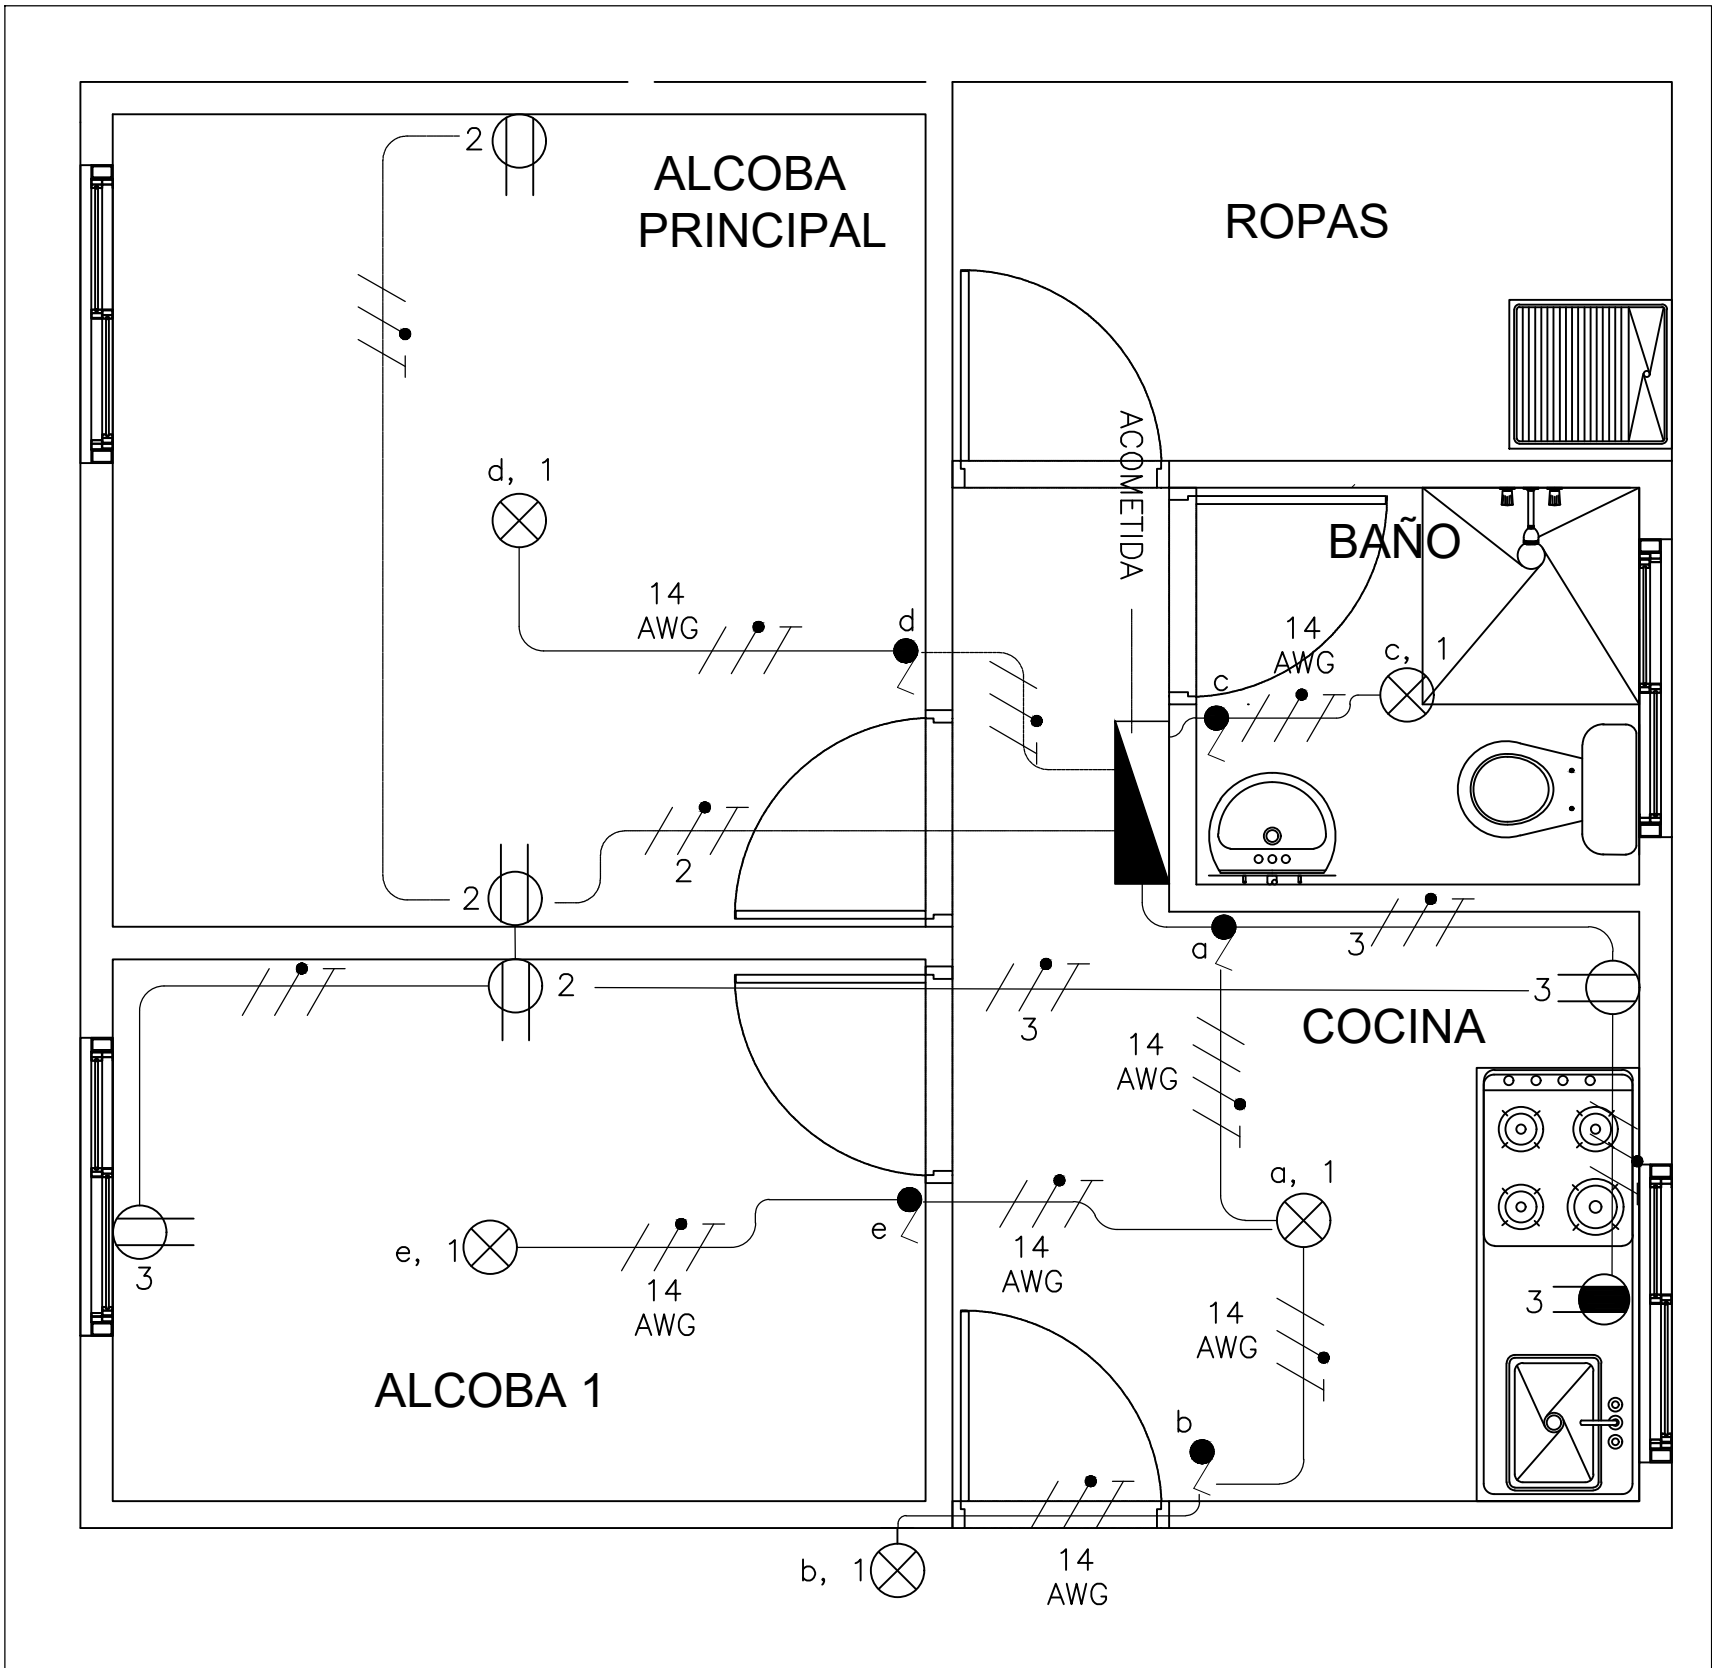 2
ALCOBA
PRINCIPAL
ROPAS
d, 1
ACOMETIDA
BAÑO
14
AWG
d
14
AWG
c, 1
c
2
2
a
3
2
3
3
COCINA
14
AWG
a, 1
e
e, 1
3
14
AWG
14
AWG
14
AWG
3
ALCOBA 1
b
b, 1
14
AWG